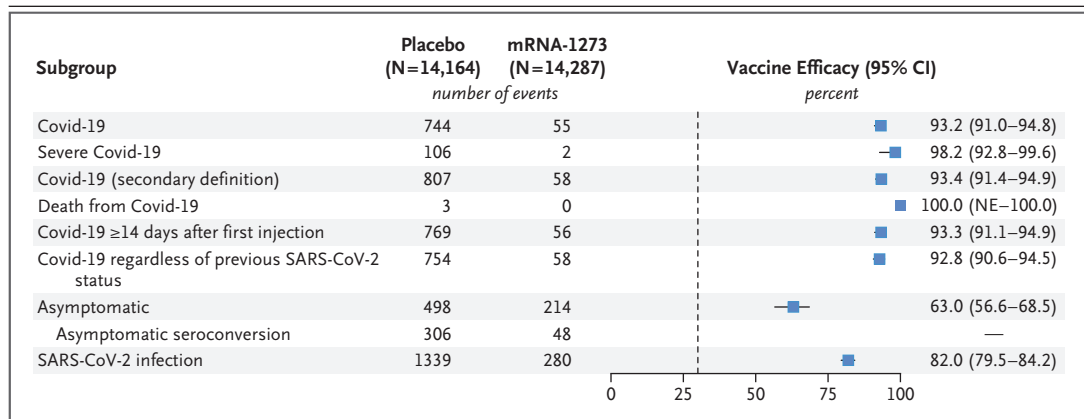 Subgroup Placebo (N=14,164) mRNA-1273 (N=14,287) Vaccine Efficacy (95% CI)
number of events percent
Covid-19 744 55 93.2 (91.0–94.8)
Severe Covid-19 106 2 98.2 (92.8–99.6)
Covid-19 (secondary definition) 807 58 93.4 (91.4–94.9)
Death from Covid-19 3 0 100.0 (NE–100.0)
Covid-19 ≥14 days after first injection 769 56 93.3 (91.1–94.9)
Covid-19 regardless of previous SARS-CoV-2 754 58 92.8 (90.6–94.5)
status
Asymptomatic 498 214 63.0 (56.6–68.5)
Asymptomatic seroconversion 306 48 —
SARS-CoV-2 infection 1339 280 82.0 (79.5–84.2)
0 25 50 75 100